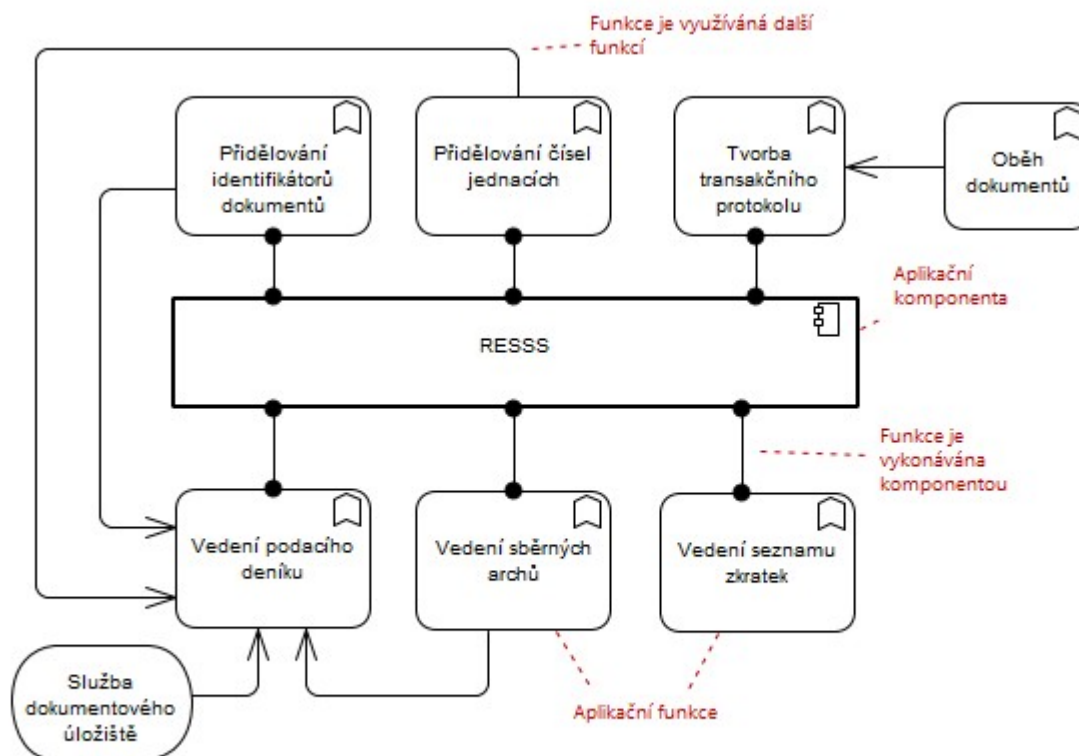 Funkce je využíváná další
funkcí
Přidělování
identifikátorů
dokumentů
Přidělování čísel
jednacích
Tvorba
transakčního
protokolu
Oběh
dokumentů
Aplikační
komponenta
RESSS
Funkce je
vykonávána
komponentou
Vedení podacího
deníku
Vedení sběrných
archů
Vedení seznamu
zkratek
Služba
dokumentového
úložiště
Aplikační funkce